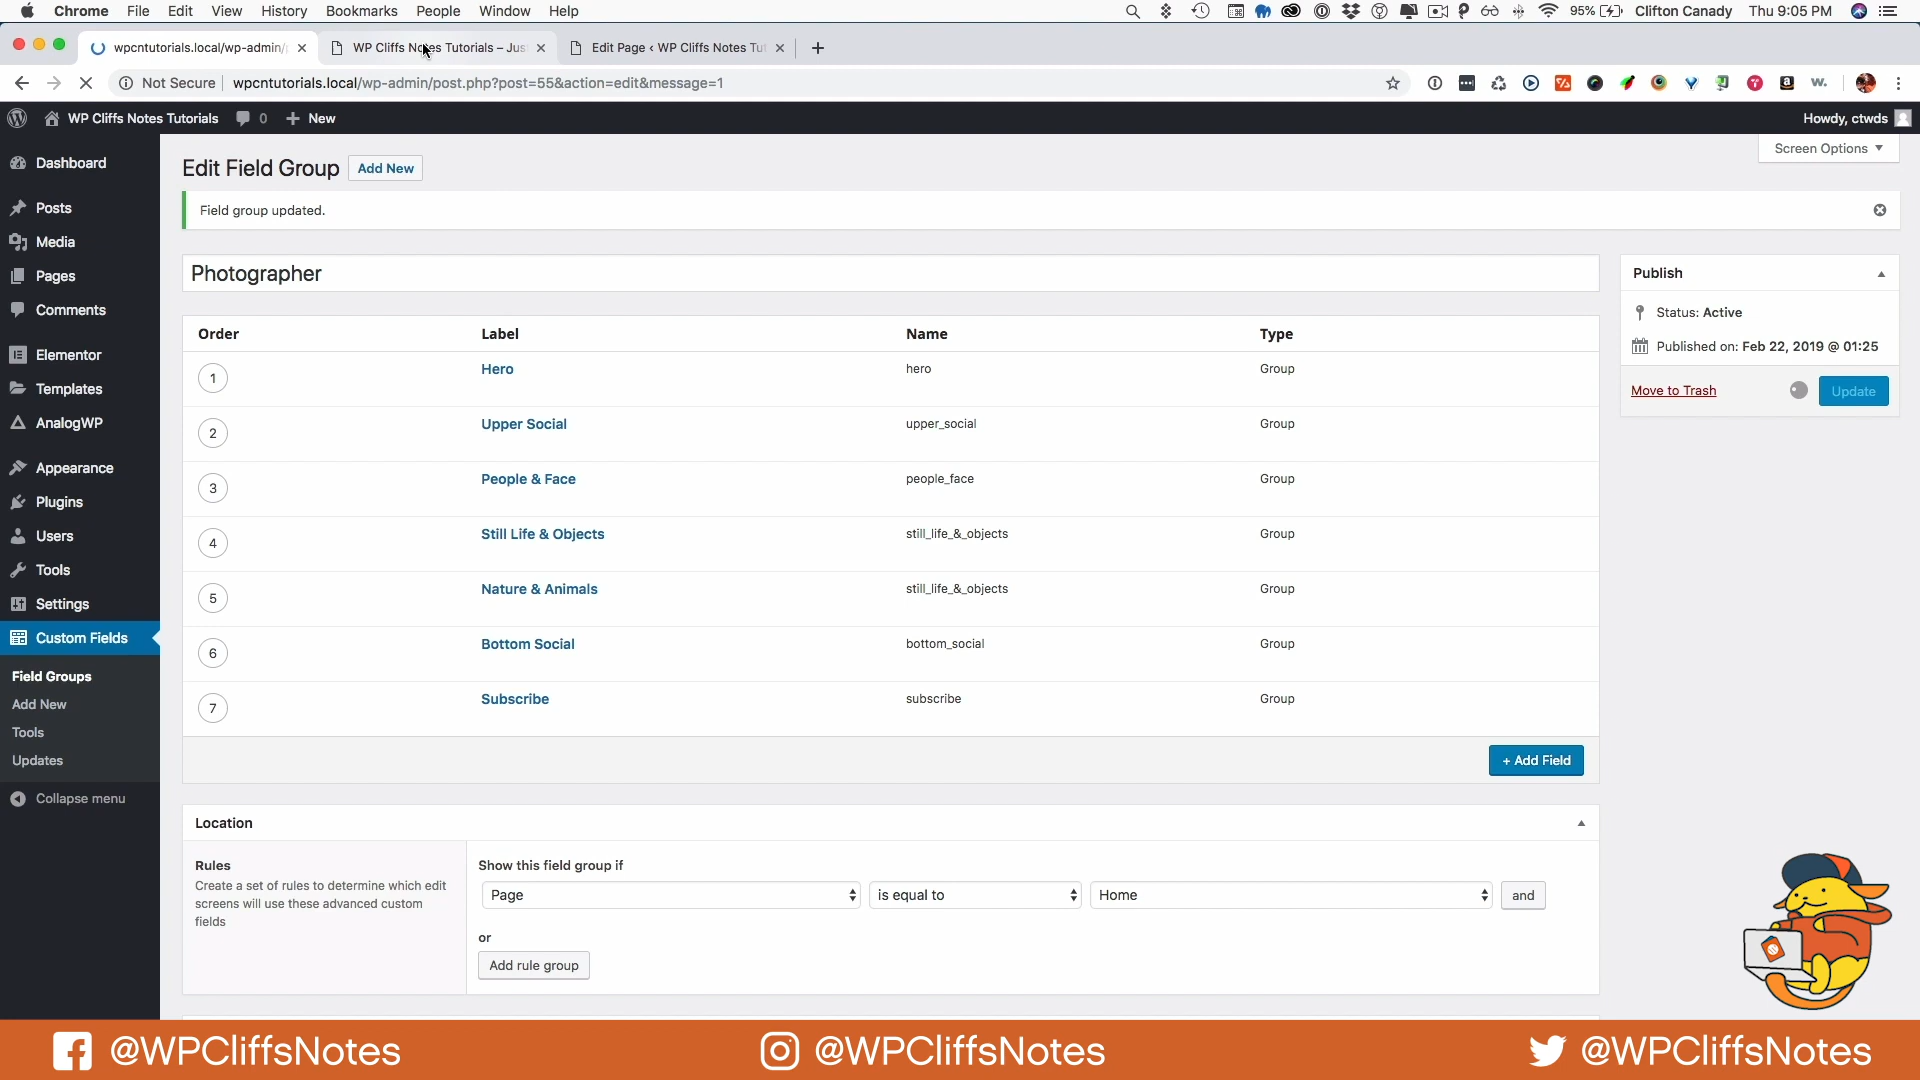 Chrome File Edit View History Bookmarks People Window Help 95% Clifton Canady Thu 9:05 PM
wpcntutorials.local/wp-admin/ WP Cliffs Notes Tutorials – Jus Edit Page ‹ WP Cliffs Notes Tut
Not Secure wpcntutorials.local/wp-admin/post.php?post=55&action=edit&message=1
WP Cliffs Notes Tutorials 0 + New Howdy, ctwds
Screen Options
Dashboard
Posts
Media
Pages
Comments
Elementor
Templates
AnalogWP
Appearance
Plugins
Users
Tools
Settings
Custom Fields
Field Groups
Add New
Tools
Updates
Collapse menu
Edit Field Group Add New
Field group updated.
Photographer
Order Label Name Type
1 Hero hero Group
2 Upper Social upper_social Group
3 People & Face people_face Group
4 Still Life & Objects still_life_&_objects Group
5 Nature & Animals still_life_&_objects Group
6 Bottom Social bottom_social Group
7 Subscribe subscribe Group
+ Add Field
Publish
Status: Active
Published on: Feb 22, 2019 @ 01:25
Move to Trash Update
Location
Rules
Create a set of rules to determine which edit
screens will use these advanced custom
fields
Show this field group if
Page is equal to Home and
or
Add rule group
@WPCliffsNotes @WPCliffsNotes @WPCliffsNotes